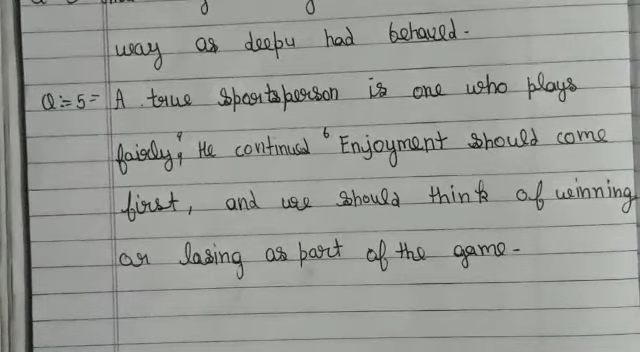 way as deepu had behaved.
Q:=5= A true sportsperson is one who plays
fairly," He continued " Enjoyment should come
first, and we should think of winning
or losing as part of the game-